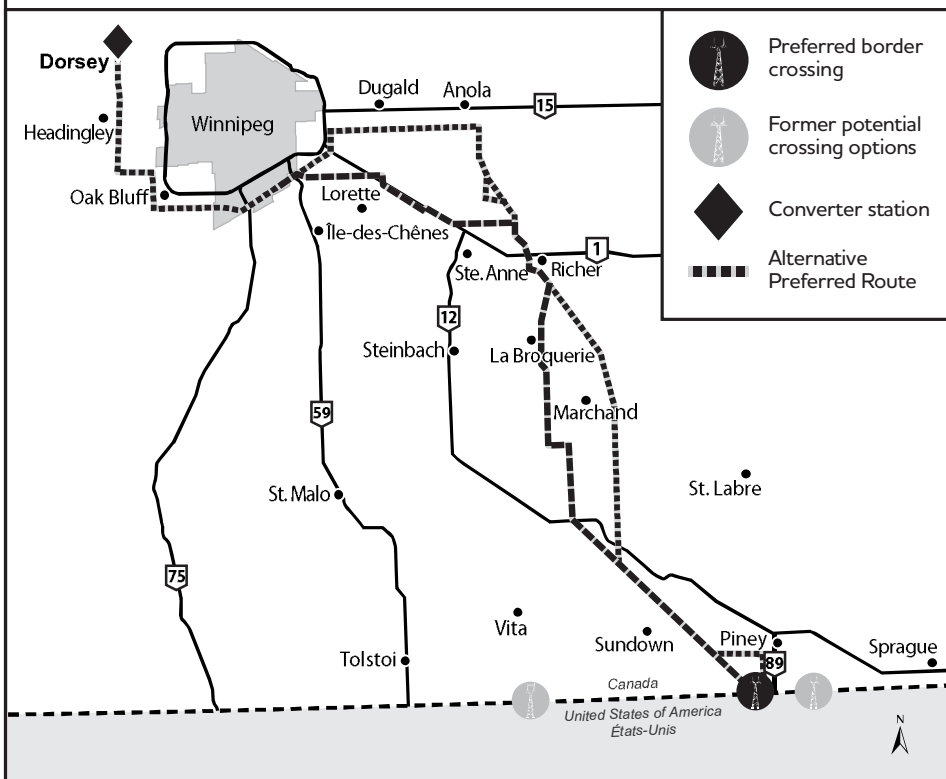 Dorsey
Headingley
Winnipeg
Oak Bluff
Dugald
Anola
15
Lorette
Île-des-Chênes
Ste. Anne
Richer
1
12
Steinbach
La Broquerie
59
Marchand
St. Malo
St. Labre
75
Vita
Sundown
Piney
89
Sprague
Tolstoi
Canada
United States of America
États-Unis
N
Preferred border
crossing
Former potential
crossing options
Converter station
Alternative
Preferred Route